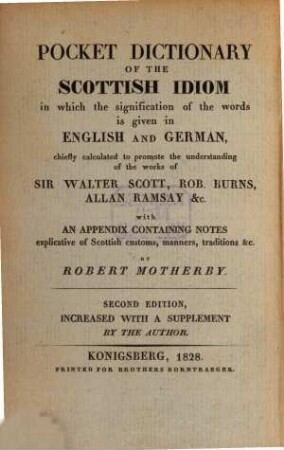 POCKET DICTIONARY
OF THE
SCOTTISH IDIOM
in which the signification of the words
is given in
ENGLISH AND GERMAN,
chiefly calculated to promote the understanding
of the works of
SIR WALTER SCOTT, ROB. BURNS,
ALLAN RAMSAY &c.
with
AN APPENDIX CONTAINING NOTES
explicative of Scottish customs, manners, traditions &c.
BY
ROBERT MOTHERBY.
SECOND EDITION,
INCREASED WITH A SUPPLEMENT
BY THE AUTHOR.
KONIGSBERG, 1828.
PRINTED FOR BROTHERS BORNTRAEGER.